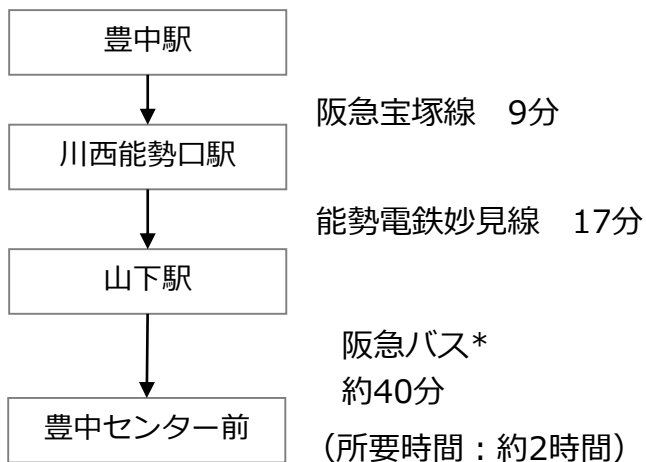 豊中駅
阪急宝塚線　9分
川西能勢口駅
能勢電鉄妙見線　17分
山下駅
阪急バス*
約40分
豊中センター前
（所要時間：約2時間）